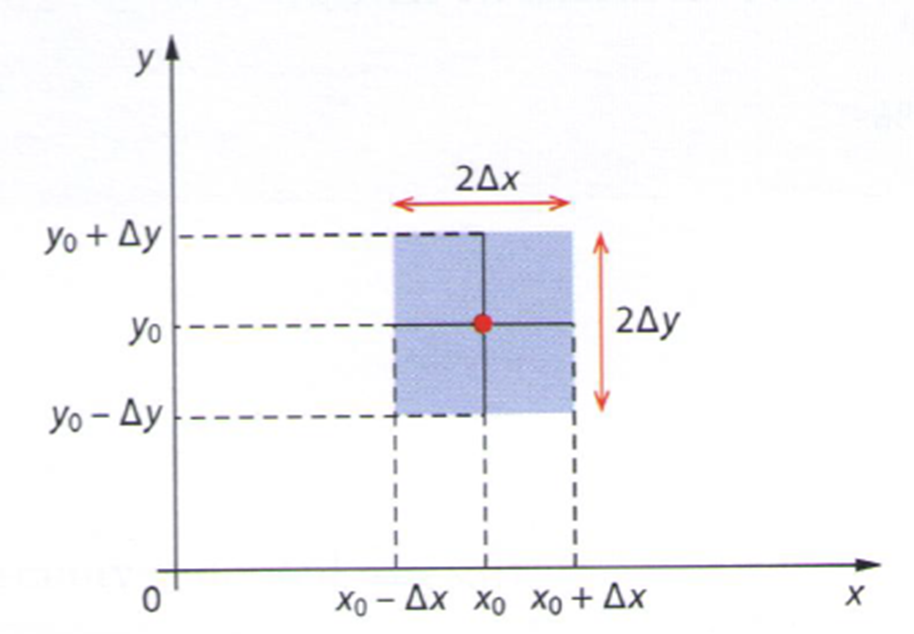 y
2Δx
y₀ + Δy
y₀
2Δy
y₀ − Δy
0
x₀ − Δx
x₀
x₀ + Δx
x